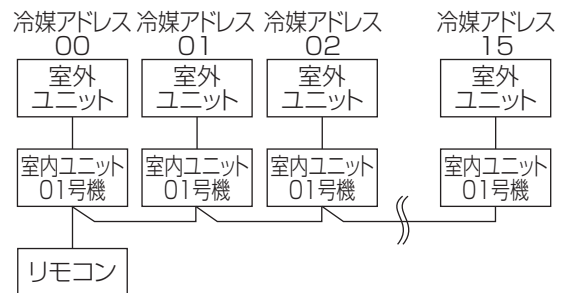 冷媒アドレス 冷媒アドレス 冷媒アドレス 冷媒アドレス
00 01 02 15
室外 室外 室外 室外
ユニット ユニット ユニット ユニット
室内ユニット 室内ユニット 室内ユニット 室内ユニット
01号機 01号機 01号機 01号機
リモコン